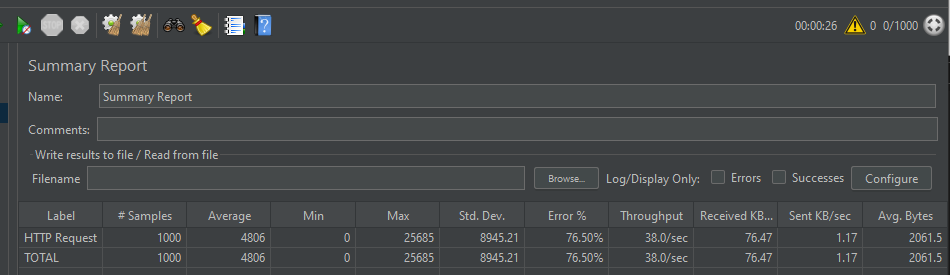 STOP
00:00:26 0 0/1000
Summary Report
Name: Summary Report
Comments:
Write results to file / Read from file
Filename Browse... Log/Display Only: Errors Successes Configure
Label # Samples Average Min Max Std. Dev. Error % Throughput Received KB... Sent KB/sec Avg. Bytes
HTTP Request 1000 4806 0 25685 8945.21 76.50% 38.0/sec 76.47 1.17 2061.5
TOTAL 1000 4806 0 25685 8945.21 76.50% 38.0/sec 76.47 1.17 2061.5